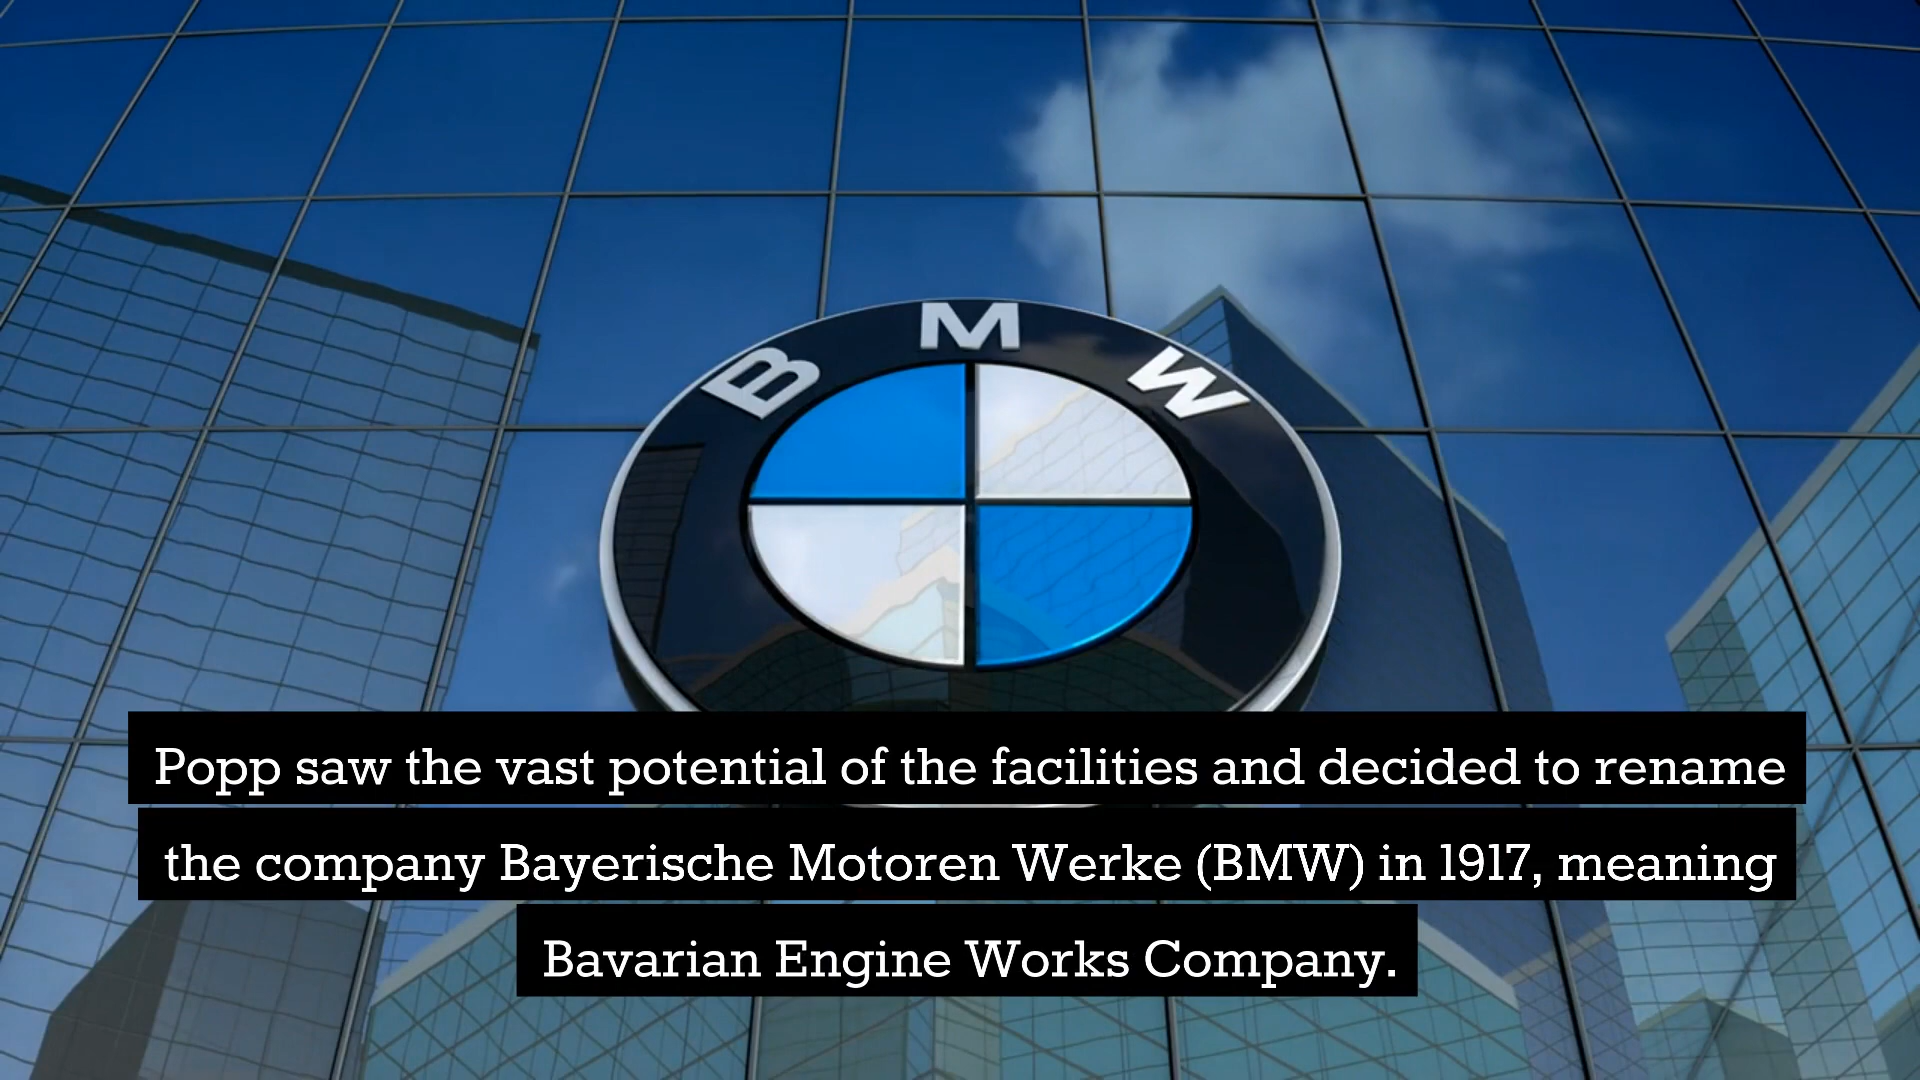 B M W
Popp saw the vast potential of the facilities and decided to rename
the company Bayerische Motoren Werke (BMW) in 1917, meaning
Bavarian Engine Works Company.